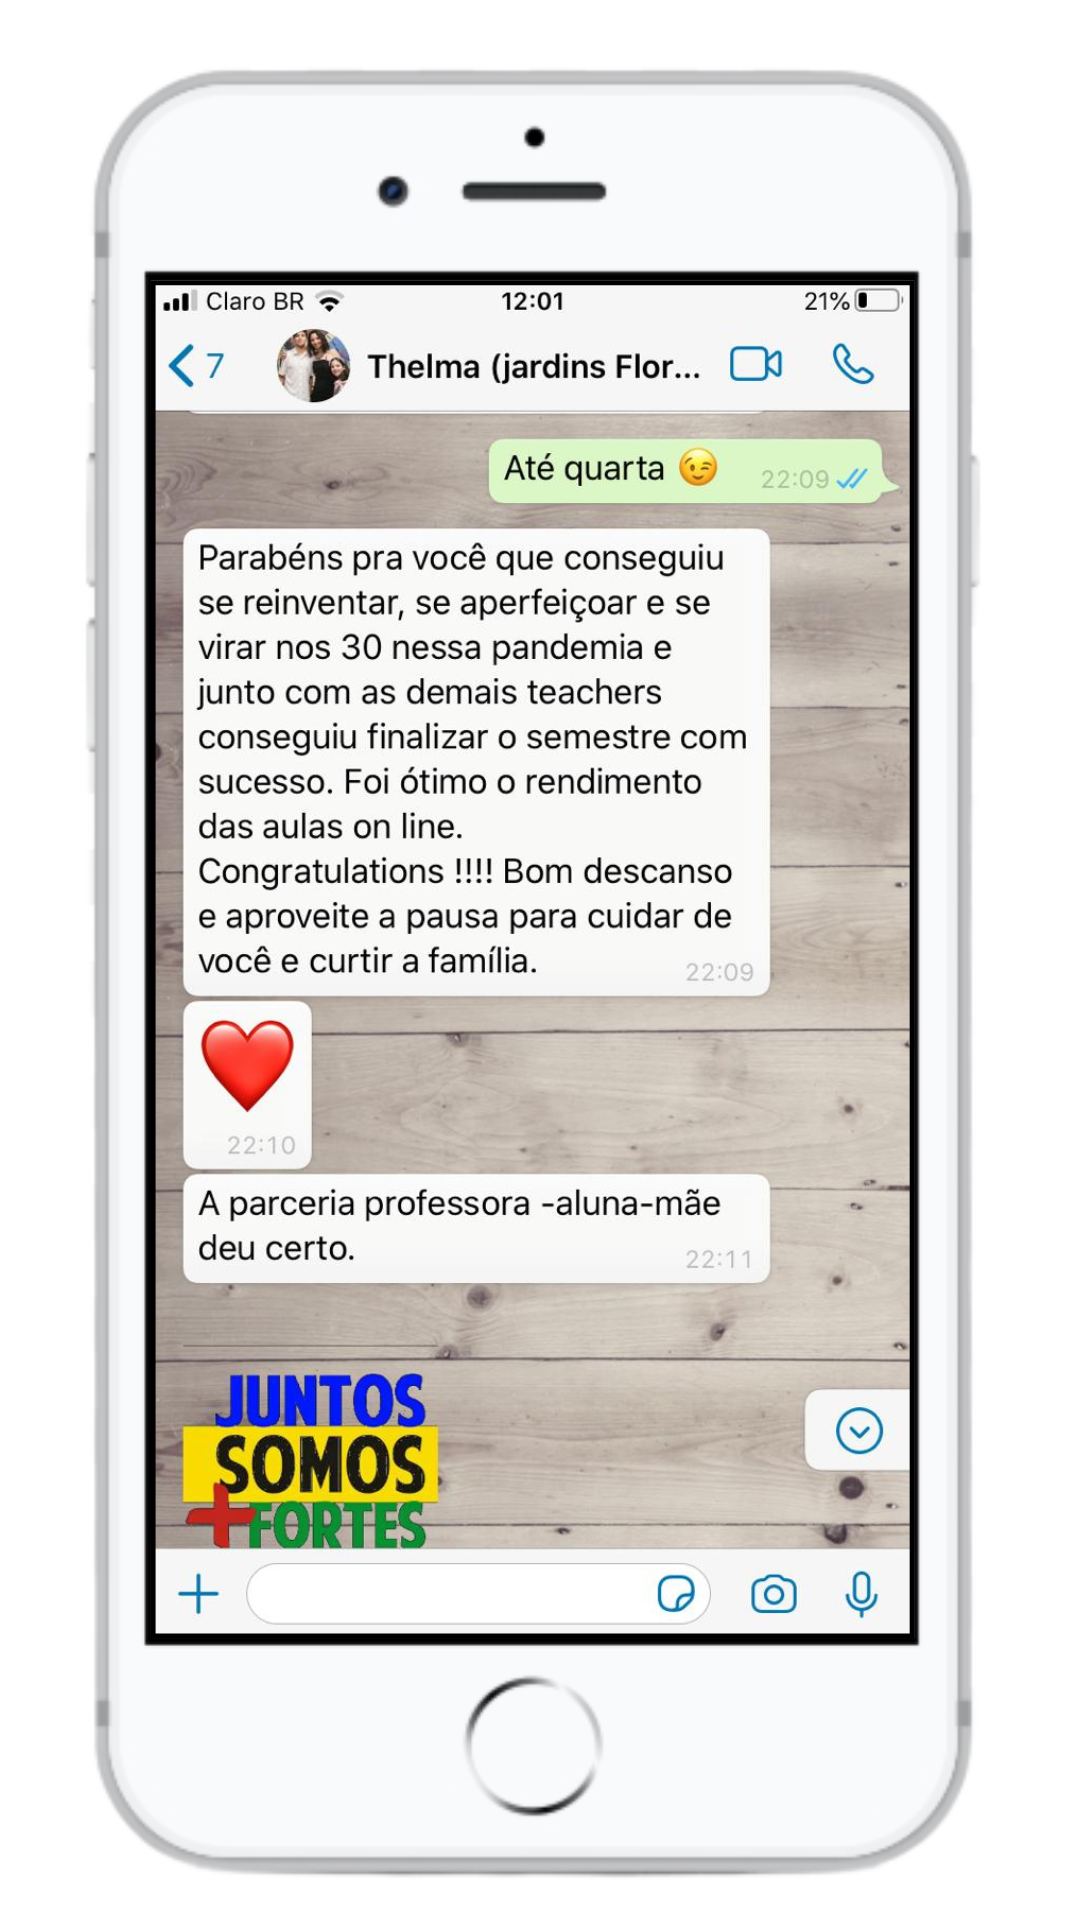 Claro BR 12:01 21%
7 Thelma (jardins Flor...
Até quarta 😉 22:09
Parabéns pra você que conseguiu
se reinventar, se aperfeiçoar e se
virar nos 30 nessa pandemia e
junto com as demais teachers
conseguiu finalizar o semestre com
sucesso. Foi ótimo o rendimento
das aulas on line.
Congratulations !!!! Bom descanso
e aproveite a pausa para cuidar de
você e curtir a família. 22:09
❤️
22:10
A parceria professora -aluna-mãe
deu certo. 22:11
JUNTOS
SOMOS
+FORTES